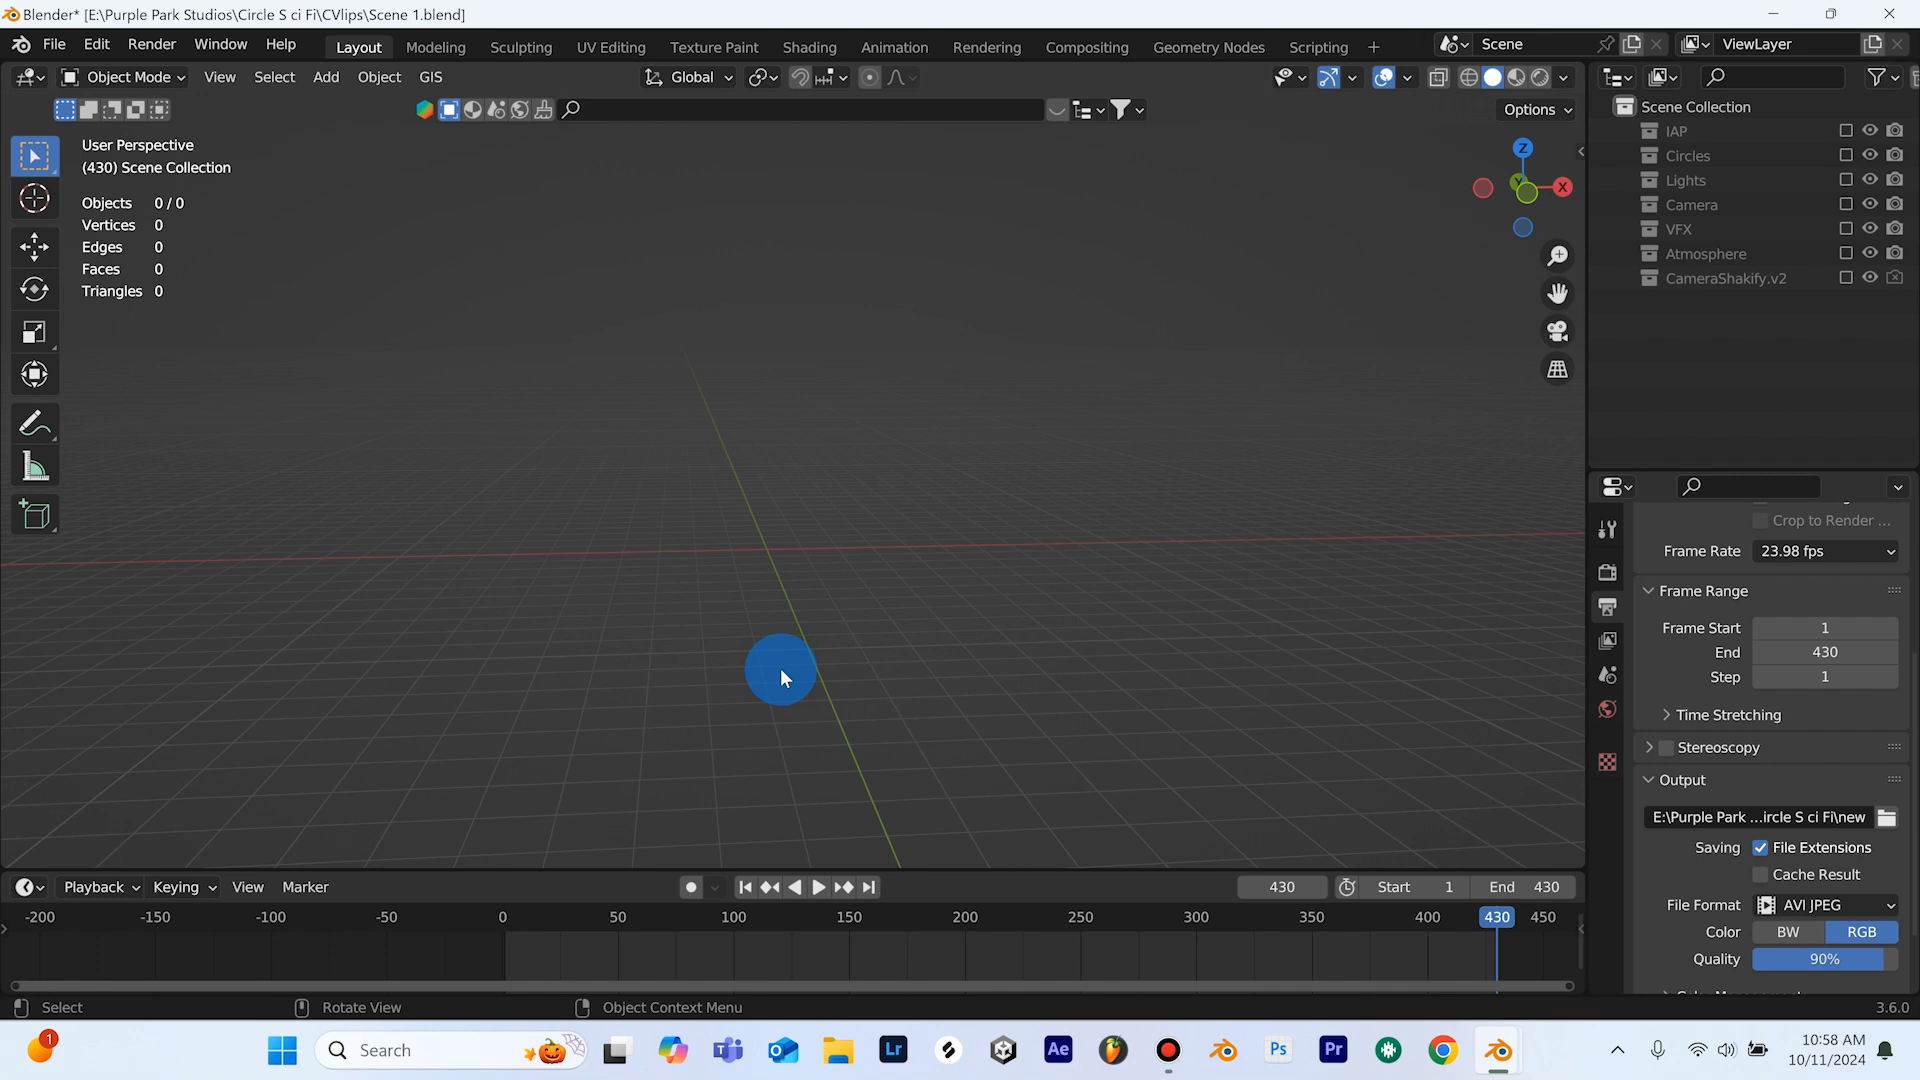 Blender* [E:\Purple Park Studios\Circle S ci Fi\CVlips\Scene 1.blend]
File Edit Render Window Help Layout Modeling Sculpting UV Editing Texture Paint Shading Animation Rendering Compositing Geometry Nodes Scripting + Scene ViewLayer
Object Mode View Select Add Object GIS Global
Options
User Perspective
(430) Scene Collection
Objects 0 / 0
Vertices 0
Edges 0
Faces 0
Triangles 0
Z
Y
X
Scene Collection
IAP
Circles
Lights
Camera
VFX
Atmosphere
CameraShakify.v2
Crop to Render ...
Frame Rate 23.98 fps
Frame Range
Frame Start 1
End 430
Step 1
Time Stretching
Stereoscopy
Output
E:\Purple Park ...ircle S ci Fi\new
Saving File Extensions
Cache Result
File Format AVI JPEG
Color BW RGB
Quality 90%
Playback Keying View Marker 430 Start 1 End 430
-200 -150 -100 -50 0 50 100 150 200 250 300 350 400 430 450
Select Rotate View Object Context Menu 3.6.0
1 Search Lr Ae Ps Pr 10:58 AM
10/11/2024